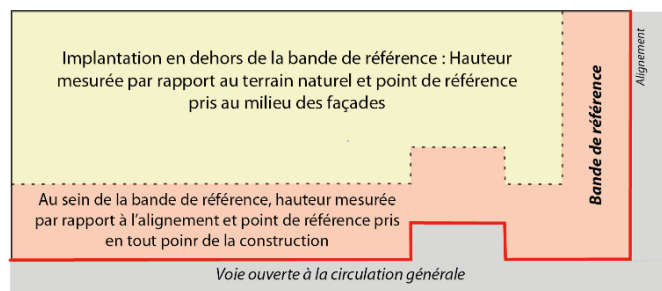 Implantation en dehors de la bande de référence : Hauteur
mesurée par rapport au terrain naturel et point de référence
pris au milieu des façades
Alignement
Bande de référence
Au sein de la bande de référence, hauteur mesurée
par rapport à l'alignement et point de référence pris
en tout poinr de la construction
Voie ouverte à la circulation générale